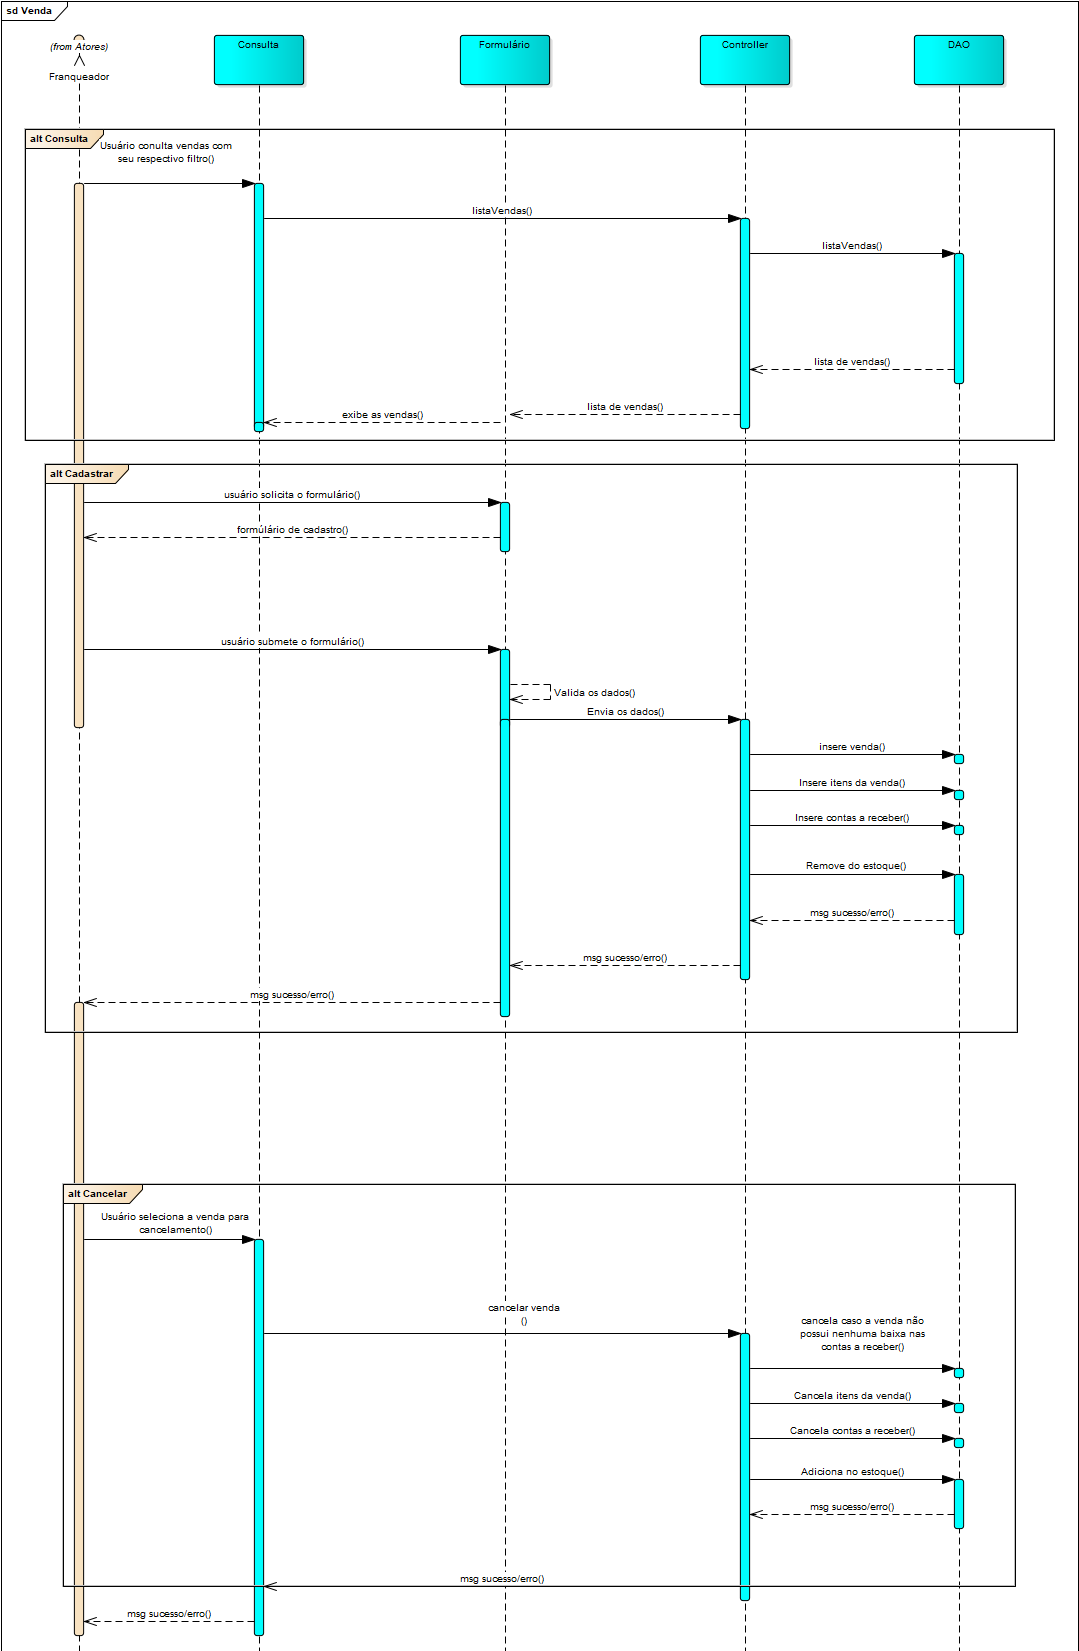 sd Venda
(from Atores)
Franqueador
Consulta
Formulário
Controller
DAO
alt Consulta
Usuário conulta vendas com
seu respectivo filtro()
listaVendas()
listaVendas()
lista de vendas()
lista de vendas()
exibe as vendas()
alt Cadastrar
usuário solicita o formulário()
formúlário de cadastro()
usuário submete o formulário()
Valida os dados()
Envia os dados()
insere venda()
Insere itens da venda()
Insere contas a receber()
Remove do estoque()
msg sucesso/erro()
msg sucesso/erro()
msg sucesso/erro()
alt Cancelar
Usuário seleciona a venda para
cancelamento()
cancelar venda
()
cancela caso a venda não
possui nenhuma baixa nas
contas a receber()
Cancela itens da venda()
Cancela contas a receber()
Adiciona no estoque()
msg sucesso/erro()
msg sucesso/erro()
msg sucesso/erro()